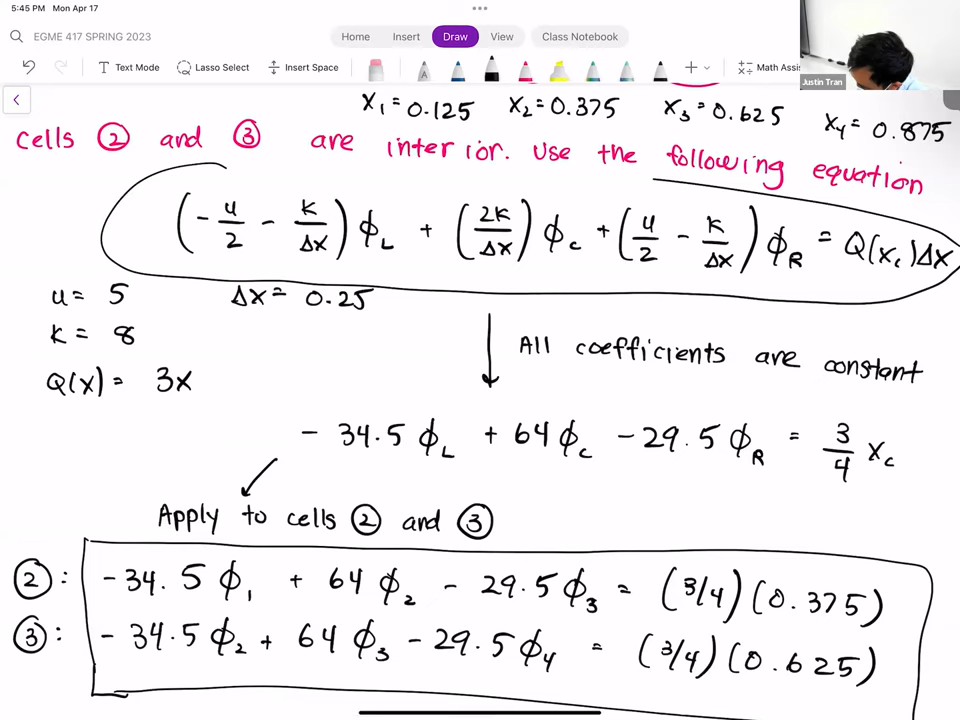 5:45 PM Mon Apr 17
EGME 417 SPRING 2023
Home Insert Draw View Class Notebook
Text Mode Lasso Select Insert Space Math Assis
Justin Tran
x₁ = 0.125 x₂ = 0.375 x₃ = 0.625 x₄ = 0.875
cells ② and ③ are interior. Use the following equation
(-u/2 - k/Δx) ϕ_L + (2k/Δx) ϕ_C + (u/2 - k/Δx) ϕ_R = Q(x_c)Δx
u = 5 Δx = 0.25
k = 8
Q(x) = 3x
All coefficients are constant
- 34.5 ϕ_L + 64 ϕ_C - 29.5 ϕ_R = 3/4 x_c
Apply to cells ② and ③
②: -34.5 ϕ₁ + 64 ϕ₂ - 29.5 ϕ₃ = (3/4)(0.375)
③: -34.5 ϕ₂ + 64 ϕ₃ - 29.5 ϕ₄ = (3/4)(0.625)